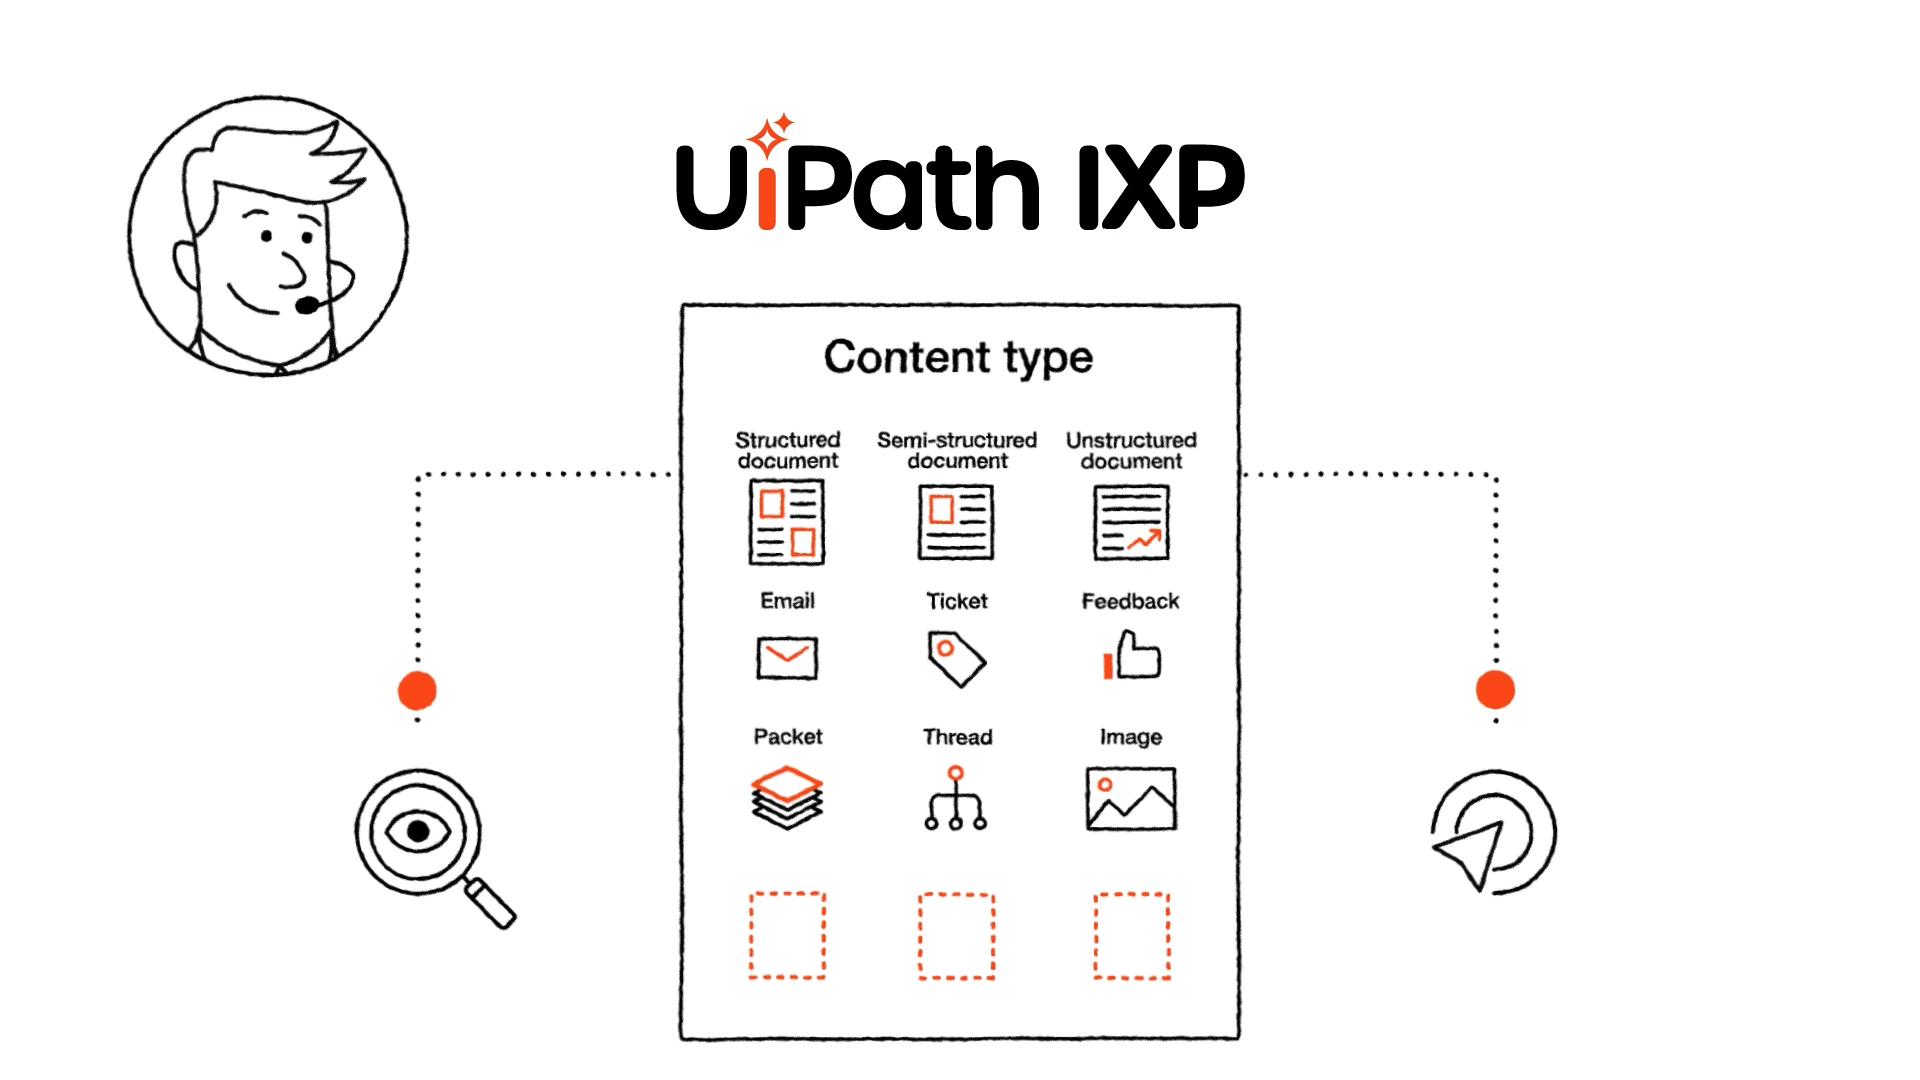 UiPath IXP
Content type
Structured
document
Semi-structured
document
Unstructured
document
Email
Ticket
Feedback
Packet
Thread
Image